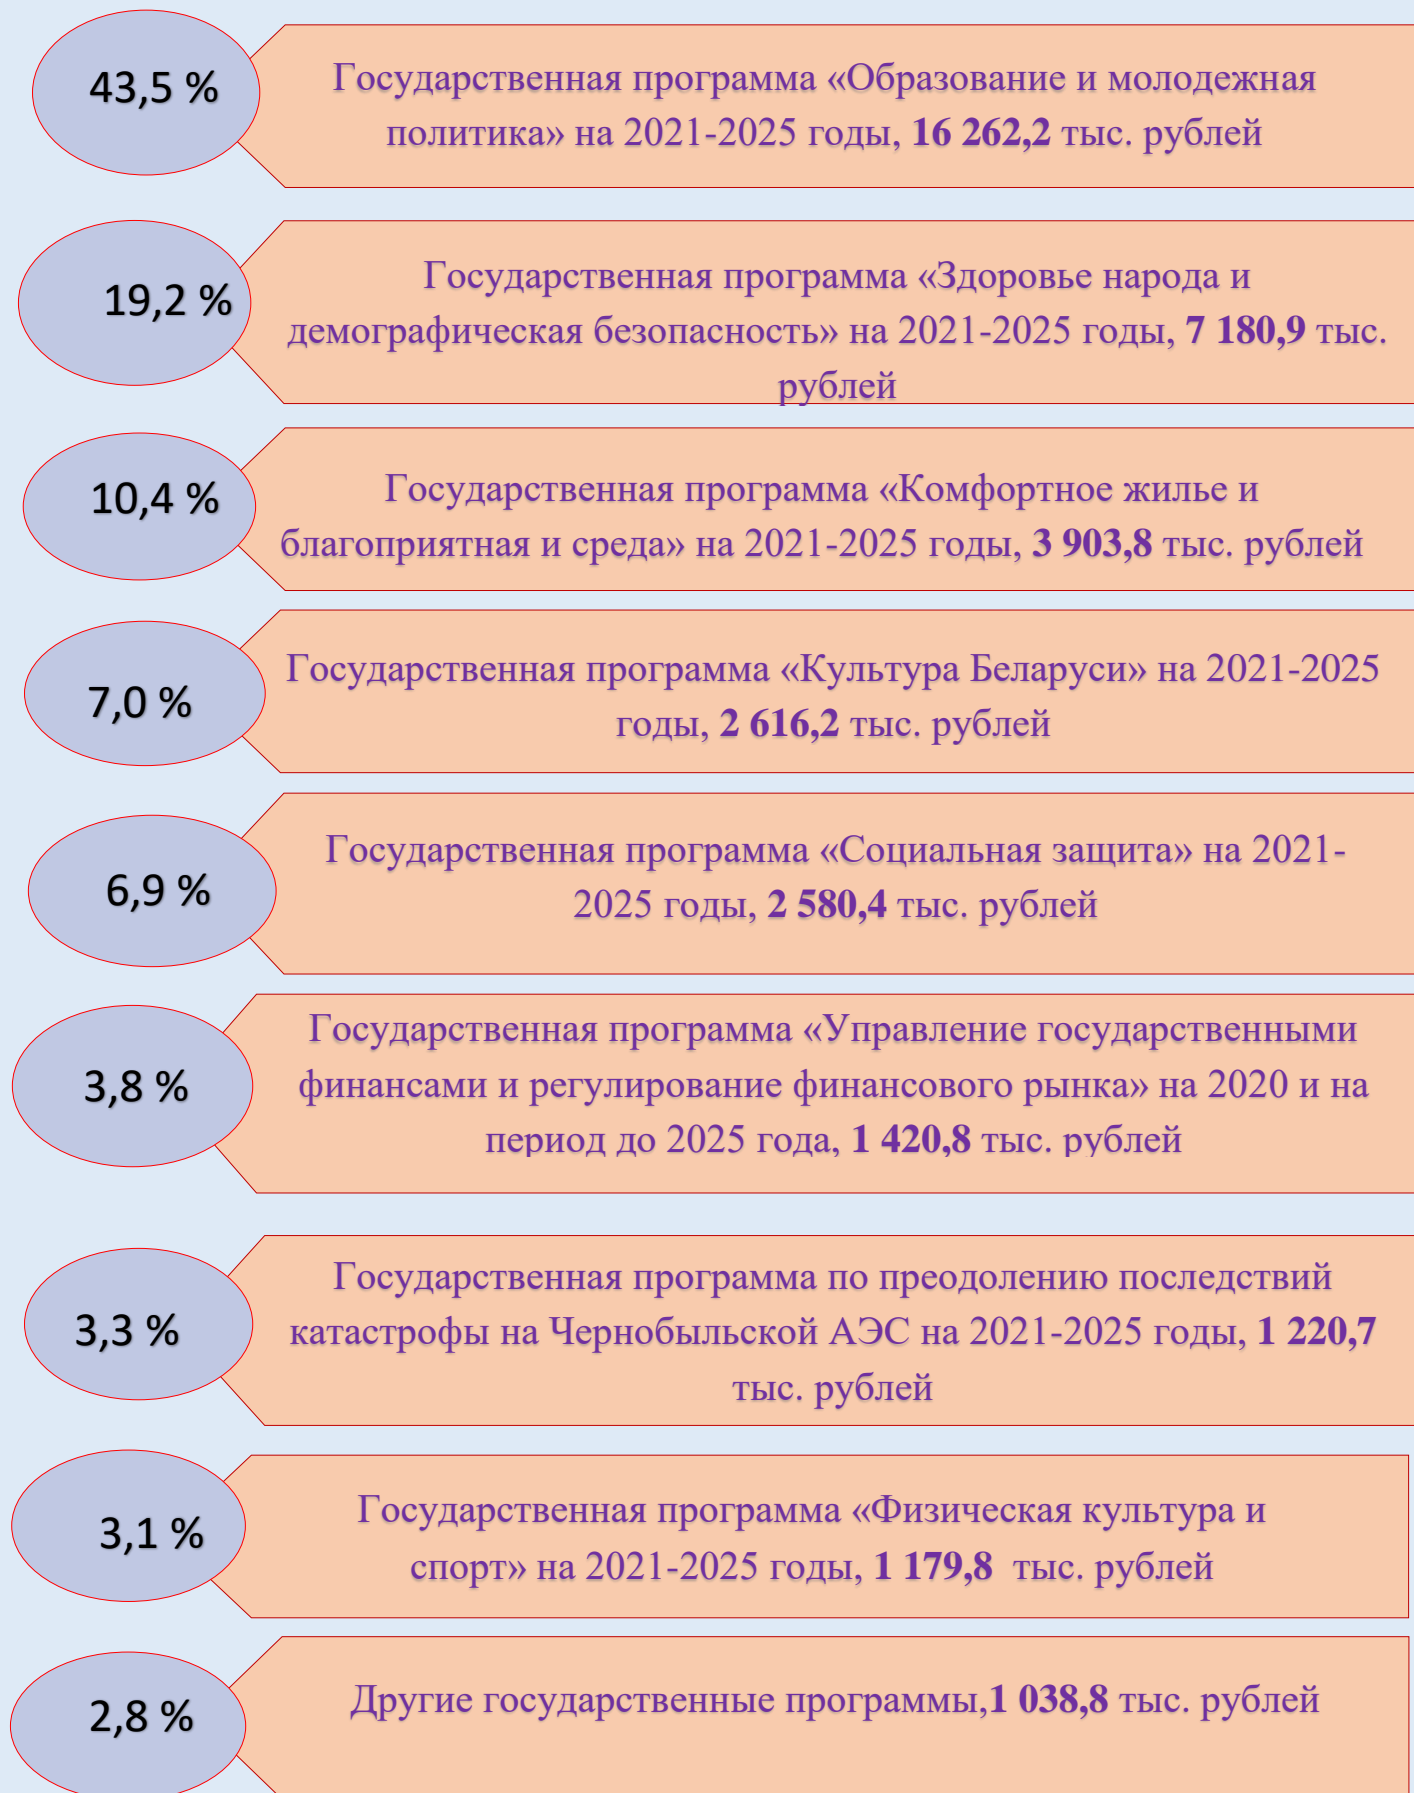 43,5 %
Государственная программа «Образование и молодежная
политика» на 2021-2025 годы, 16 262,2 тыс. рублей
19,2 %
Государственная программа «Здоровье народа и
демографическая безопасность» на 2021-2025 годы, 7 180,9 тыс.
рублей
10,4 %
Государственная программа «Комфортное жилье и
благоприятная и среда» на 2021-2025 годы, 3 903,8 тыс. рублей
7,0 %
Государственная программа «Культура Беларуси» на 2021-2025
годы, 2 616,2 тыс. рублей
6,9 %
Государственная программа «Социальная защита» на 2021-
2025 годы, 2 580,4 тыс. рублей
3,8 %
Государственная программа «Управление государственными
финансами и регулирование финансового рынка» на 2020 и на
период до 2025 года, 1 420,8 тыс. рублей
3,3 %
Государственная программа по преодолению последствий
катастрофы на Чернобыльской АЭС на 2021-2025 годы, 1 220,7
тыс. рублей
3,1 %
Государственная программа «Физическая культура и
спорт» на 2021-2025 годы, 1 179,8 тыс. рублей
2,8 %
Другие государственные программы,1 038,8 тыс. рублей